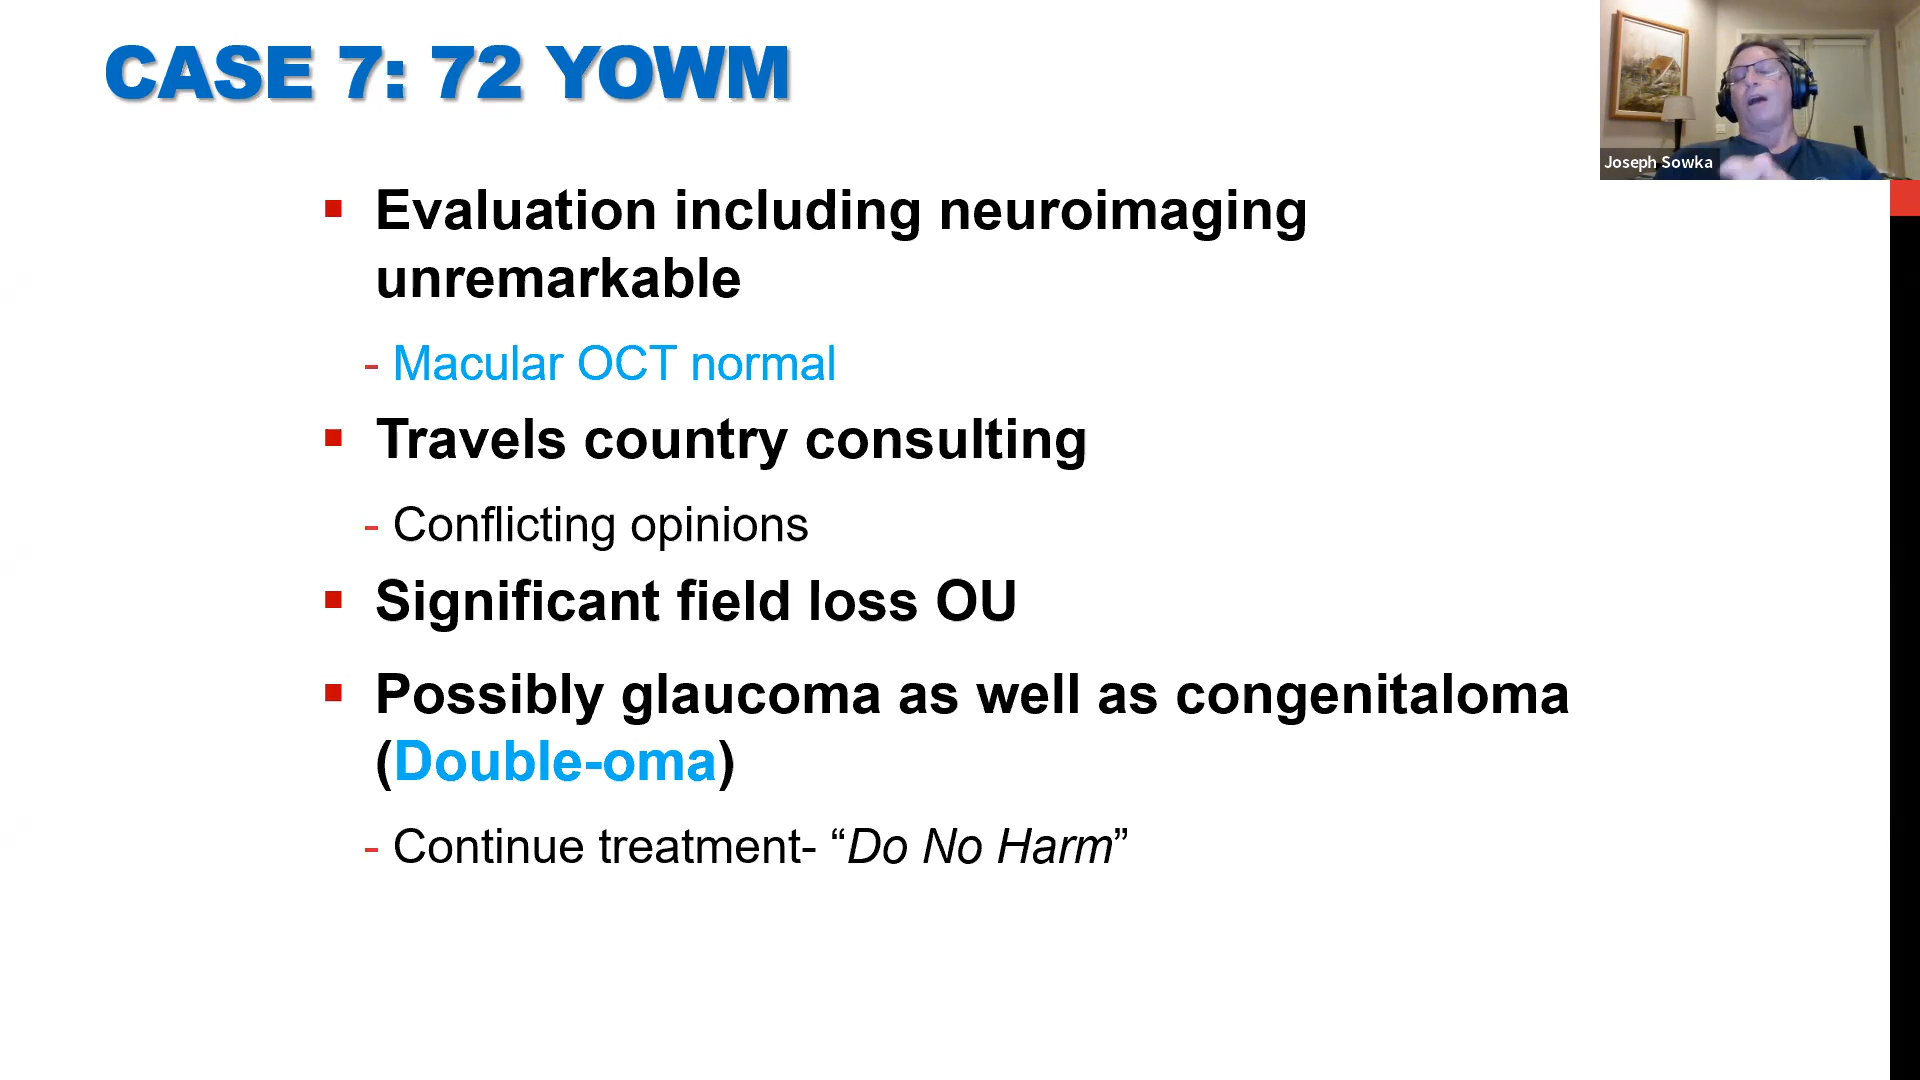 CASE 7: 72 YOWM
Joseph Sowka
▪ Evaluation including neuroimaging
unremarkable
- Macular OCT normal
▪ Travels country consulting
- Conflicting opinions
▪ Significant field loss OU
▪ Possibly glaucoma as well as congenitaloma
(Double-oma)
- Continue treatment- “Do No Harm”